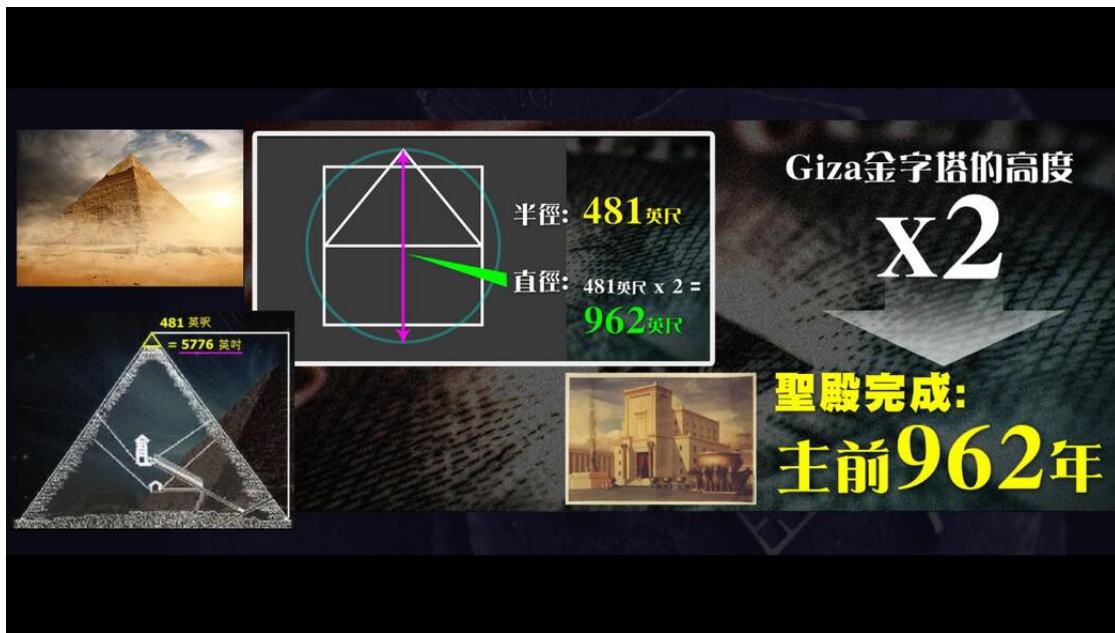 半徑: 481英尺
直徑: 481英尺 x 2 =
962英尺
Giza金字塔的高度
x2
481 英呎
= 5776 英吋
聖殿完成:
主前962年